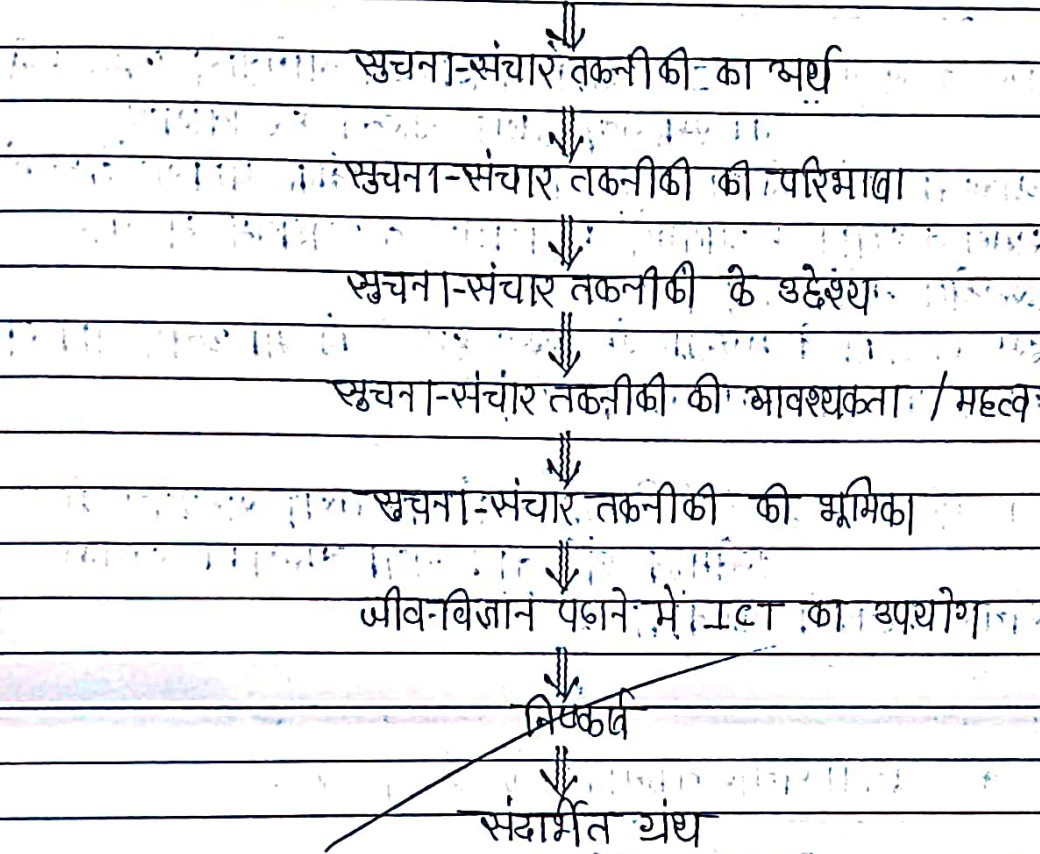 सुचना-संचार तकनीकी का अर्थ
सुचना-संचार तकनीकी की परिभाषा
सुचना-संचार तकनीकी के उद्देश्य
सुचना-संचार तकनीकी की आवश्यकता / महत्व
सुचना-संचार तकनीकी की भूमिका
जीव-विज्ञान पढाने में ICT का उपयोग
निष्कर्ष
संदार्भित ग्रंथ